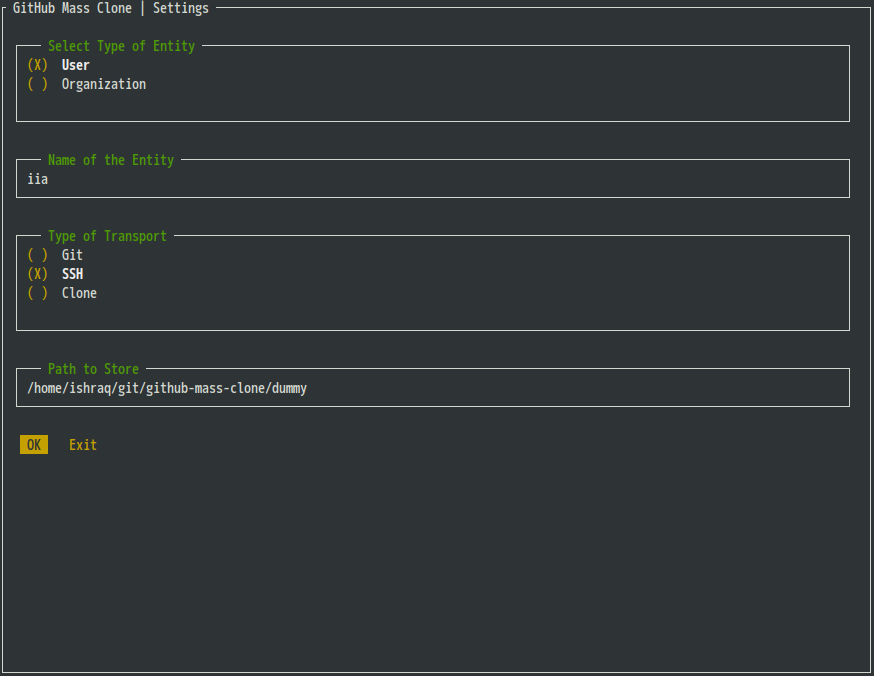 GitHub Mass Clone | Settings
Select Type of Entity
(X) User
( ) Organization
Name of the Entity
iia
Type of Transport
( ) Git
(X) SSH
( ) Clone
Path to Store
/home/ishraq/git/github-mass-clone/dummy
OK Exit